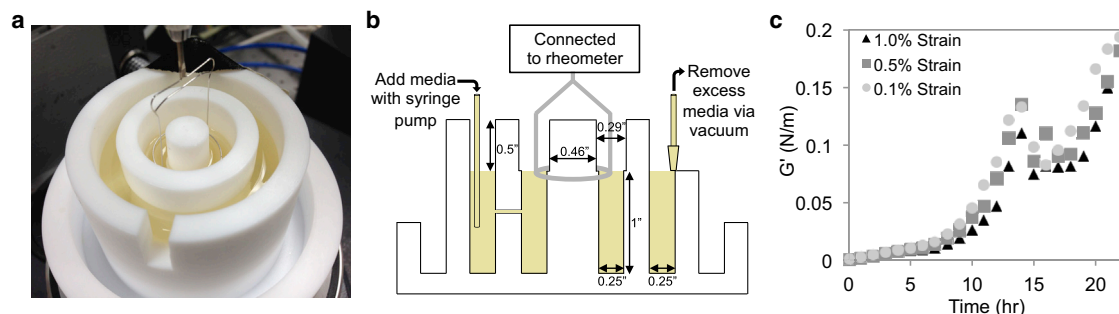 a
b
Connected
to rheometer
Add media
with syringe
pump
Remove
excess
media via
vacuum
0.5"
0.46"
0.29"
1"
0.25"
0.25"
c
0.2
0.15
0.1
0.05
0
G' (N/m)
1.0% Strain
0.5% Strain
0.1% Strain
0 5 10 15 20
Time (hr)